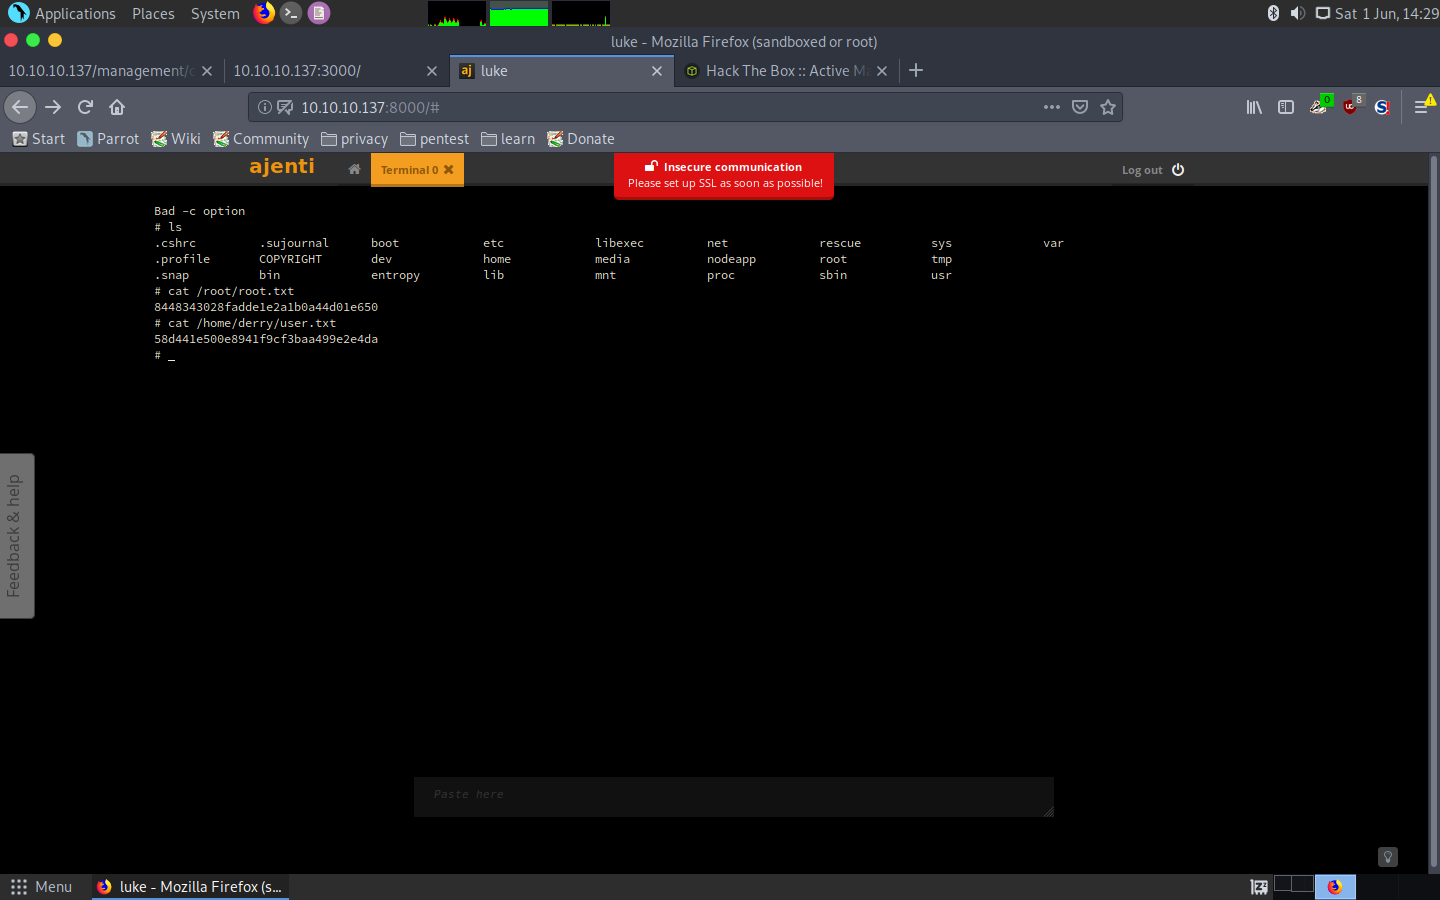 Applications Places System Sat 1 Jun, 14:29
luke - Mozilla Firefox (sandboxed or root)
10.10.10.137/management/ 10.10.10.137:3000/ aj luke Hack The Box :: Active
10.10.10.137:8000/# 0 8
Start Parrot Wiki Community privacy pentest learn Donate
ajenti Terminal 0 Insecure communication Log out
Please set up SSL as soon as possible!
Bad -c option
# ls
.cshrc .sujournal boot etc libexec net rescue sys var
.profile COPYRIGHT dev home media nodeapp root tmp
.snap bin entropy lib mnt proc sbin usr
# cat /root/root.txt
8448343028fadde1e2a1b0a44d01e650
# cat /home/derry/user.txt
58d441e500e8941f9cf3baa499e2e4da
# _
Feedback & help
Paste here
Menu luke - Mozilla Firefox (s...